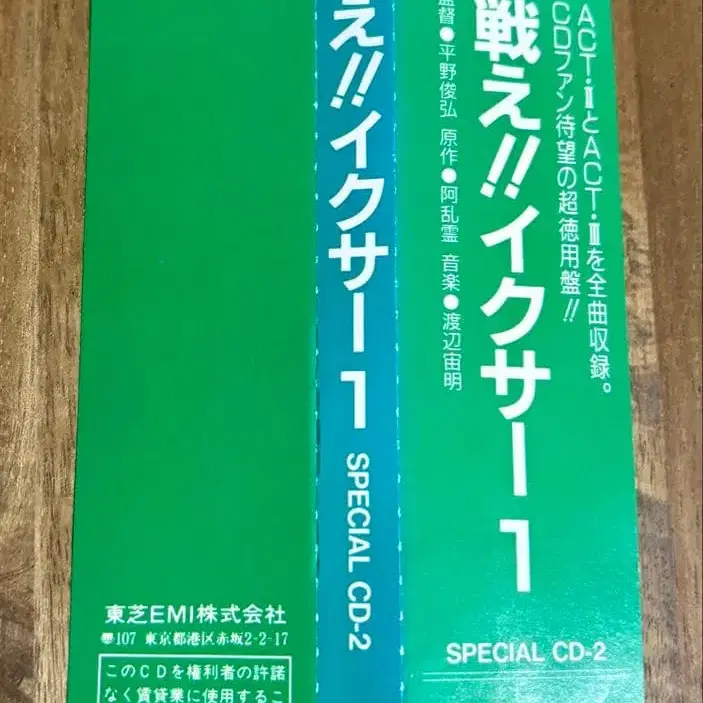 ACT・IIとACT・IIIを全曲収録。
CDファン待望の超徳用盤!!
戦え!!イクサー1
監督●平野俊弘 原作●阿乱霊 音楽●渡辺宙明
SPECIAL CD-2
え!!イクサー1 SPECIAL CD-2
東芝EMI株式会社
〠107 東京都港区赤坂2-2-17
このCDを権利者の許諾
なく賃貸業に使用するこ